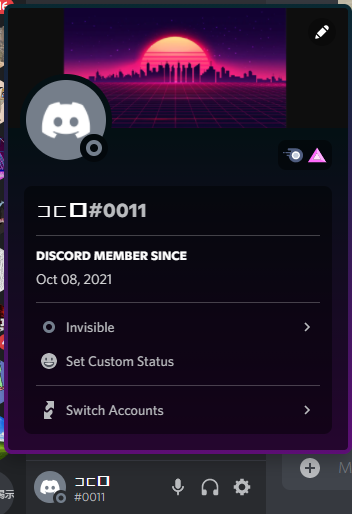 コㄷロ#0011
DISCORD MEMBER SINCE
Oct 08, 2021
Invisible
Set Custom Status
Switch Accounts
コㄷロ
#0011